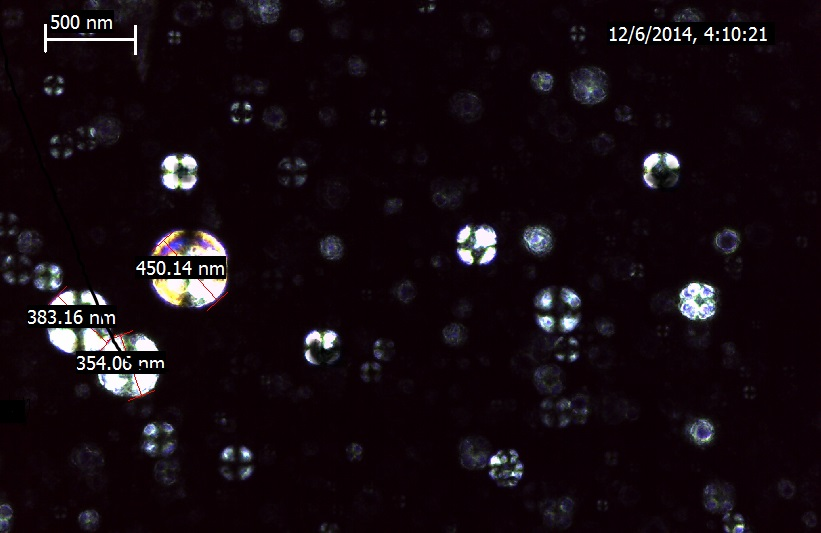 500 nm
12/6/2014, 4:10:21
450.14 nm
383.16 nm
354.06 nm